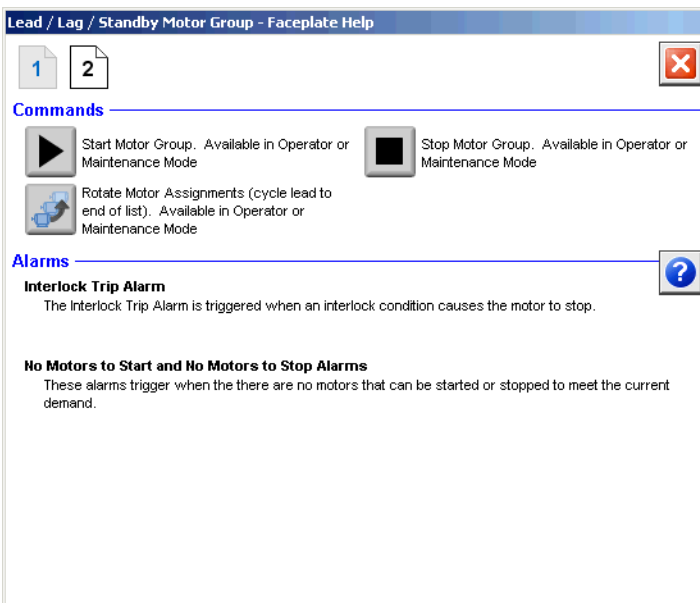 Lead / Lag / Standby Motor Group - Faceplate Help
1
2
Commands
Start Motor Group. Available in Operator or
Maintenance Mode
Stop Motor Group. Available in Operator or
Maintenance Mode
Rotate Motor Assignments (cycle lead to
end of list). Available in Operator or
Maintenance Mode
Alarms
?
Interlock Trip Alarm
The Interlock Trip Alarm is triggered when an interlock condition causes the motor to stop.
No Motors to Start and No Motors to Stop Alarms
These alarms trigger when the there are no motors that can be started or stopped to meet the current
demand.